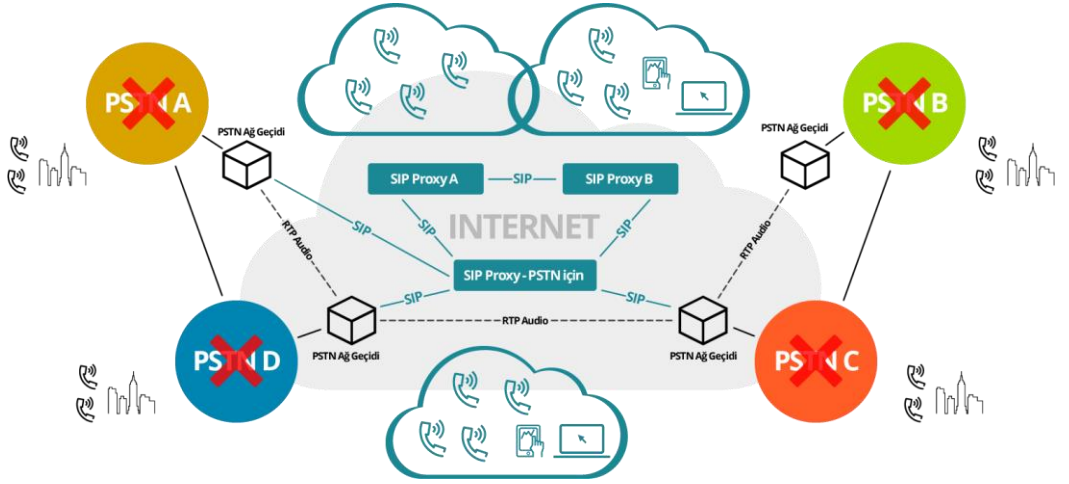 PSTN A
PSTN B
PSTN Ağ Geçidi
PSTN Ağ Geçidi
SIP Proxy A
SIP
SIP Proxy B
INTERNET
SIP
SIP
SIP
RTP Audio
RTP Audio
SIP Proxy - PSTN için
SIP
SIP
RTP Audio
PSTN D
PSTN Ağ Geçidi
PSTN Ağ Geçidi
PSTN C